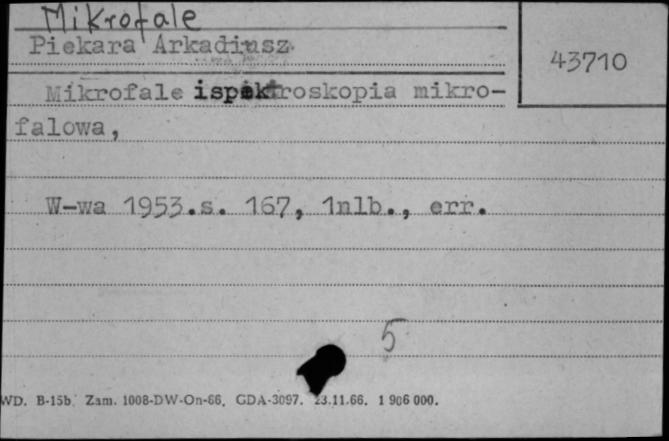 Mikrofale
Piekara Arkadiusz
43710
Mikrofale i spektroskopia mikro-
falowa,
W-wa 1953.s. 167, 1nlb., err.
5
WD. B-15b. Zam. 1008-DW-On-66. GDA-3097. 23.11.66. 1 906 000.